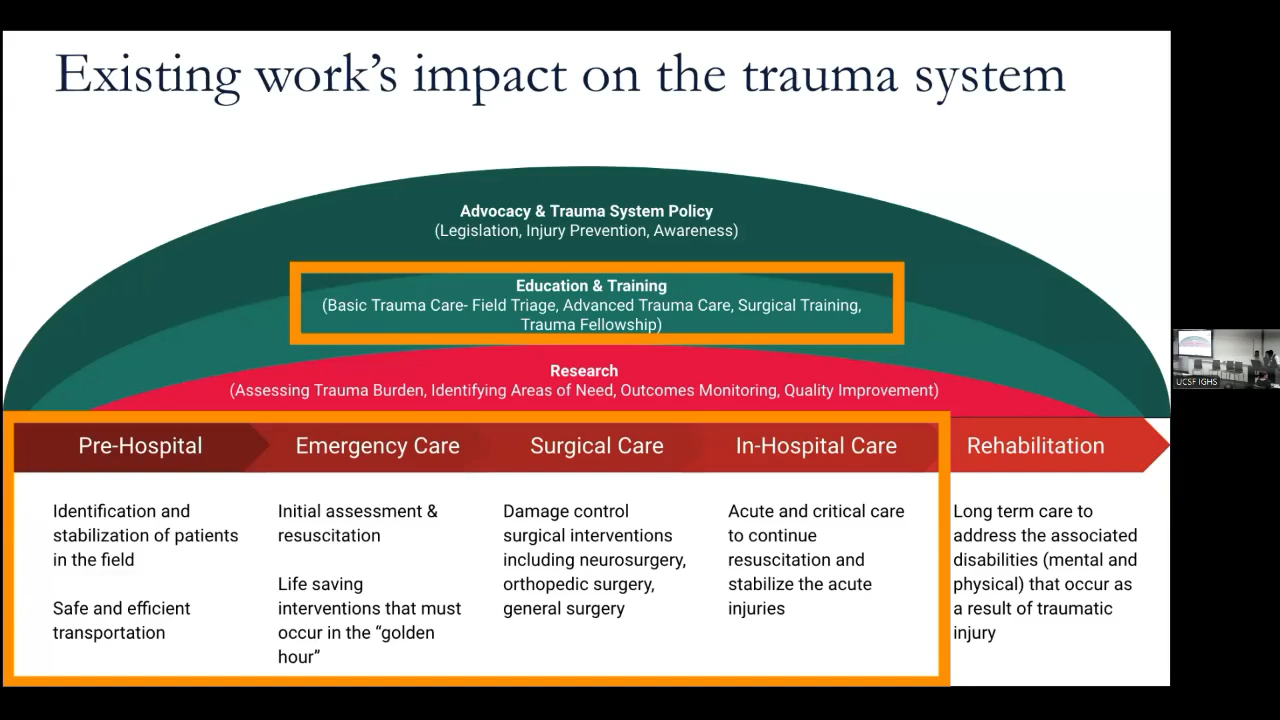 Existing work’s impact on the trauma system
Advocacy & Trauma System Policy
(Legislation, Injury Prevention, Awareness)
Education & Training
(Basic Trauma Care- Field Triage, Advanced Trauma Care, Surgical Training,
Trauma Fellowship)
Research
(Assessing Trauma Burden, Identifying Areas of Need, Outcomes Monitoring, Quality Improvement)
Pre-Hospital
Emergency Care
Surgical Care
In-Hospital Care
Rehabilitation
Identification and
stabilization of patients
in the field
Safe and efficient
transportation
Initial assessment &
resuscitation
Life saving
interventions that must
occur in the “golden
hour”
Damage control
surgical interventions
including neurosurgery,
orthopedic surgery,
general surgery
Acute and critical care
to continue
resuscitation and
stabilize the acute
injuries
Long term care to
address the associated
disabilities (mental and
physical) that occur as
a result of traumatic
injury
UCSF IGHS